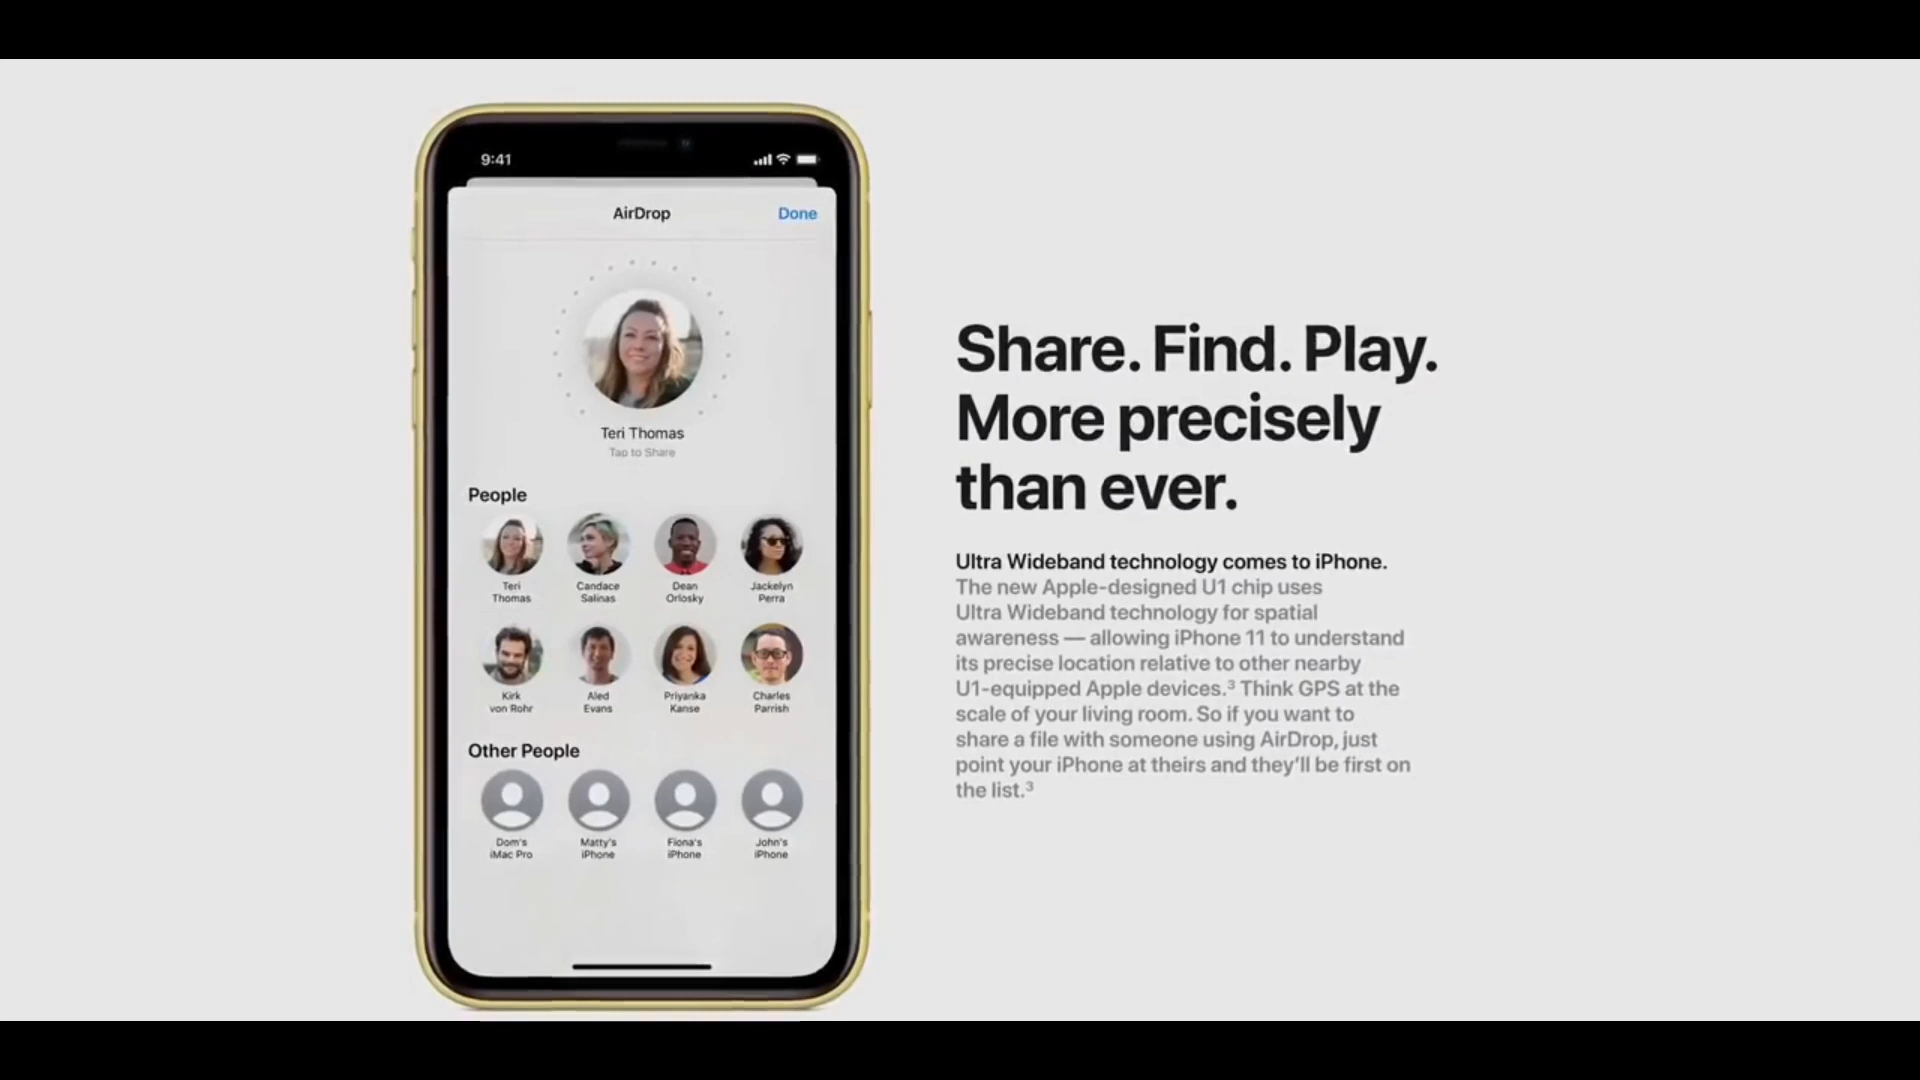 9:41
AirDrop
Done
Teri Thomas
Tap to Share
People
Teri
Thomas
Candace
Salinas
Dean
Orlosky
Jackelyn
Perra
Kirk
von Rohr
Aled
Evans
Priyanka
Kanse
Charles
Parrish
Other People
Dom's
iMac Pro
Matty's
iPhone
Fiona's
iPhone
John's
iPhone
Share. Find. Play.
More precisely
than ever.
Ultra Wideband technology comes to iPhone.
The new Apple-designed U1 chip uses
Ultra Wideband technology for spatial
awareness — allowing iPhone 11 to understand
its precise location relative to other nearby
U1-equipped Apple devices.³ Think GPS at the
scale of your living room. So if you want to
share a file with someone using AirDrop, just
point your iPhone at theirs and they’ll be first on
the list.³